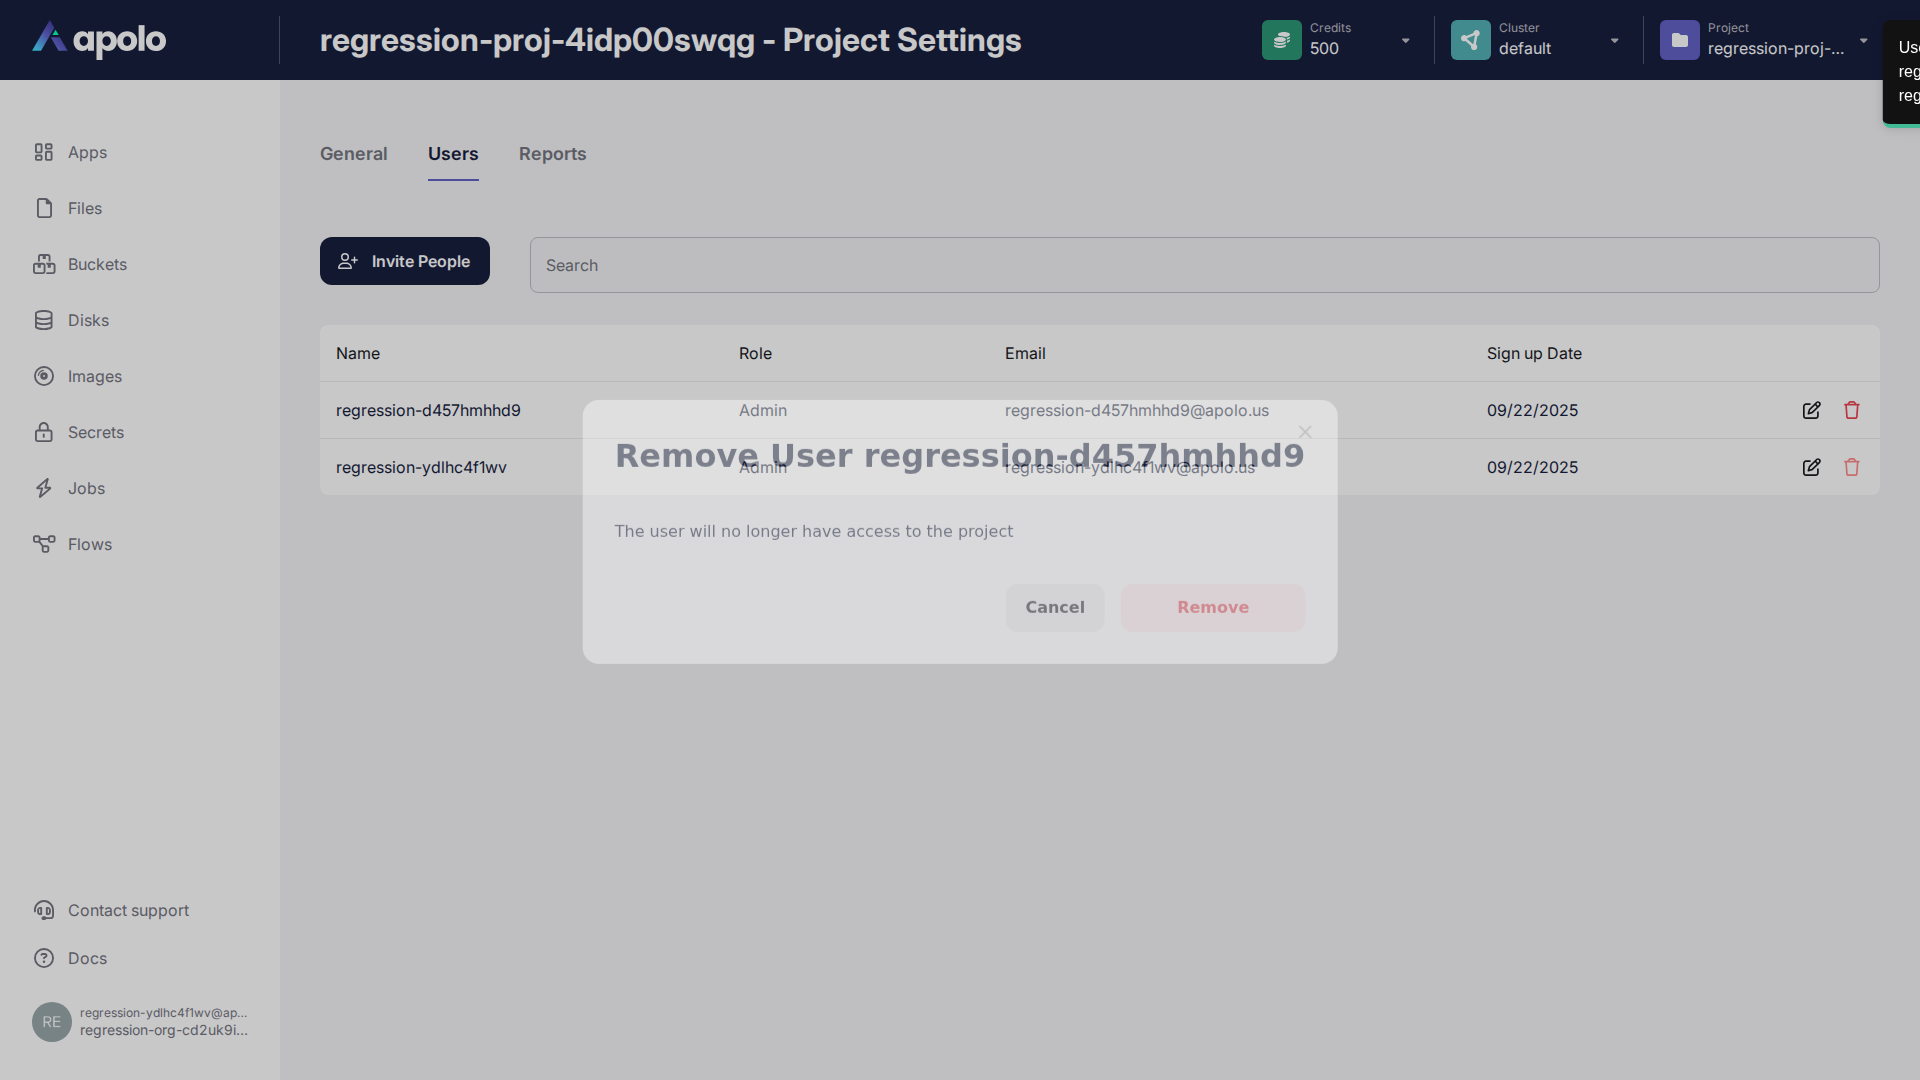 apolo
regression-proj-4idp00swqg - Project Settings
Credits
500
Cluster
default
Project
regression-proj-...
Apps
Files
Buckets
Disks
Images
Secrets
Jobs
Flows
General
Users
Reports
Invite People
Search
Name
Role
Email
Sign up Date
regression-d457hmhhd9
Admin
regression-d457hmhhd9@apolo.us
09/22/2025
regression-ydlhc4f1wv
Admin
regression-ydlhc4f1wv@apolo.us
09/22/2025
Remove User regression-d457hmhhd9
The user will no longer have access to the project
Cancel
Remove
Contact support
Docs
RE
regression-ydlhc4f1wv@ap...
regression-org-cd2uk9i...